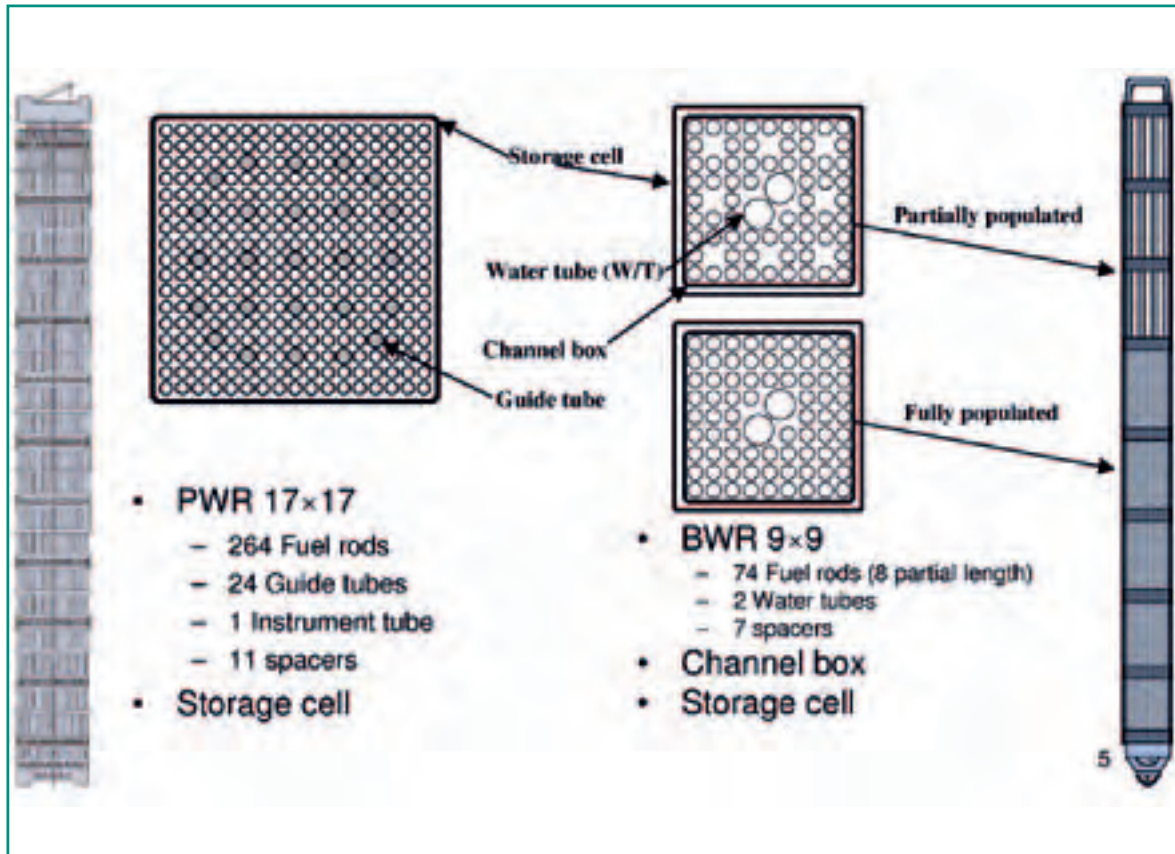 Storage cell
Partially populated
Water tube (W/T)
Channel box
Guide tube
Fully populated
• PWR 17×17
– 264 Fuel rods
– 24 Guide tubes
– 1 Instrument tube
– 11 spacers
• Storage cell
• BWR 9×9
– 74 Fuel rods (8 partial length)
– 2 Water tubes
– 7 spacers
• Channel box
• Storage cell
5